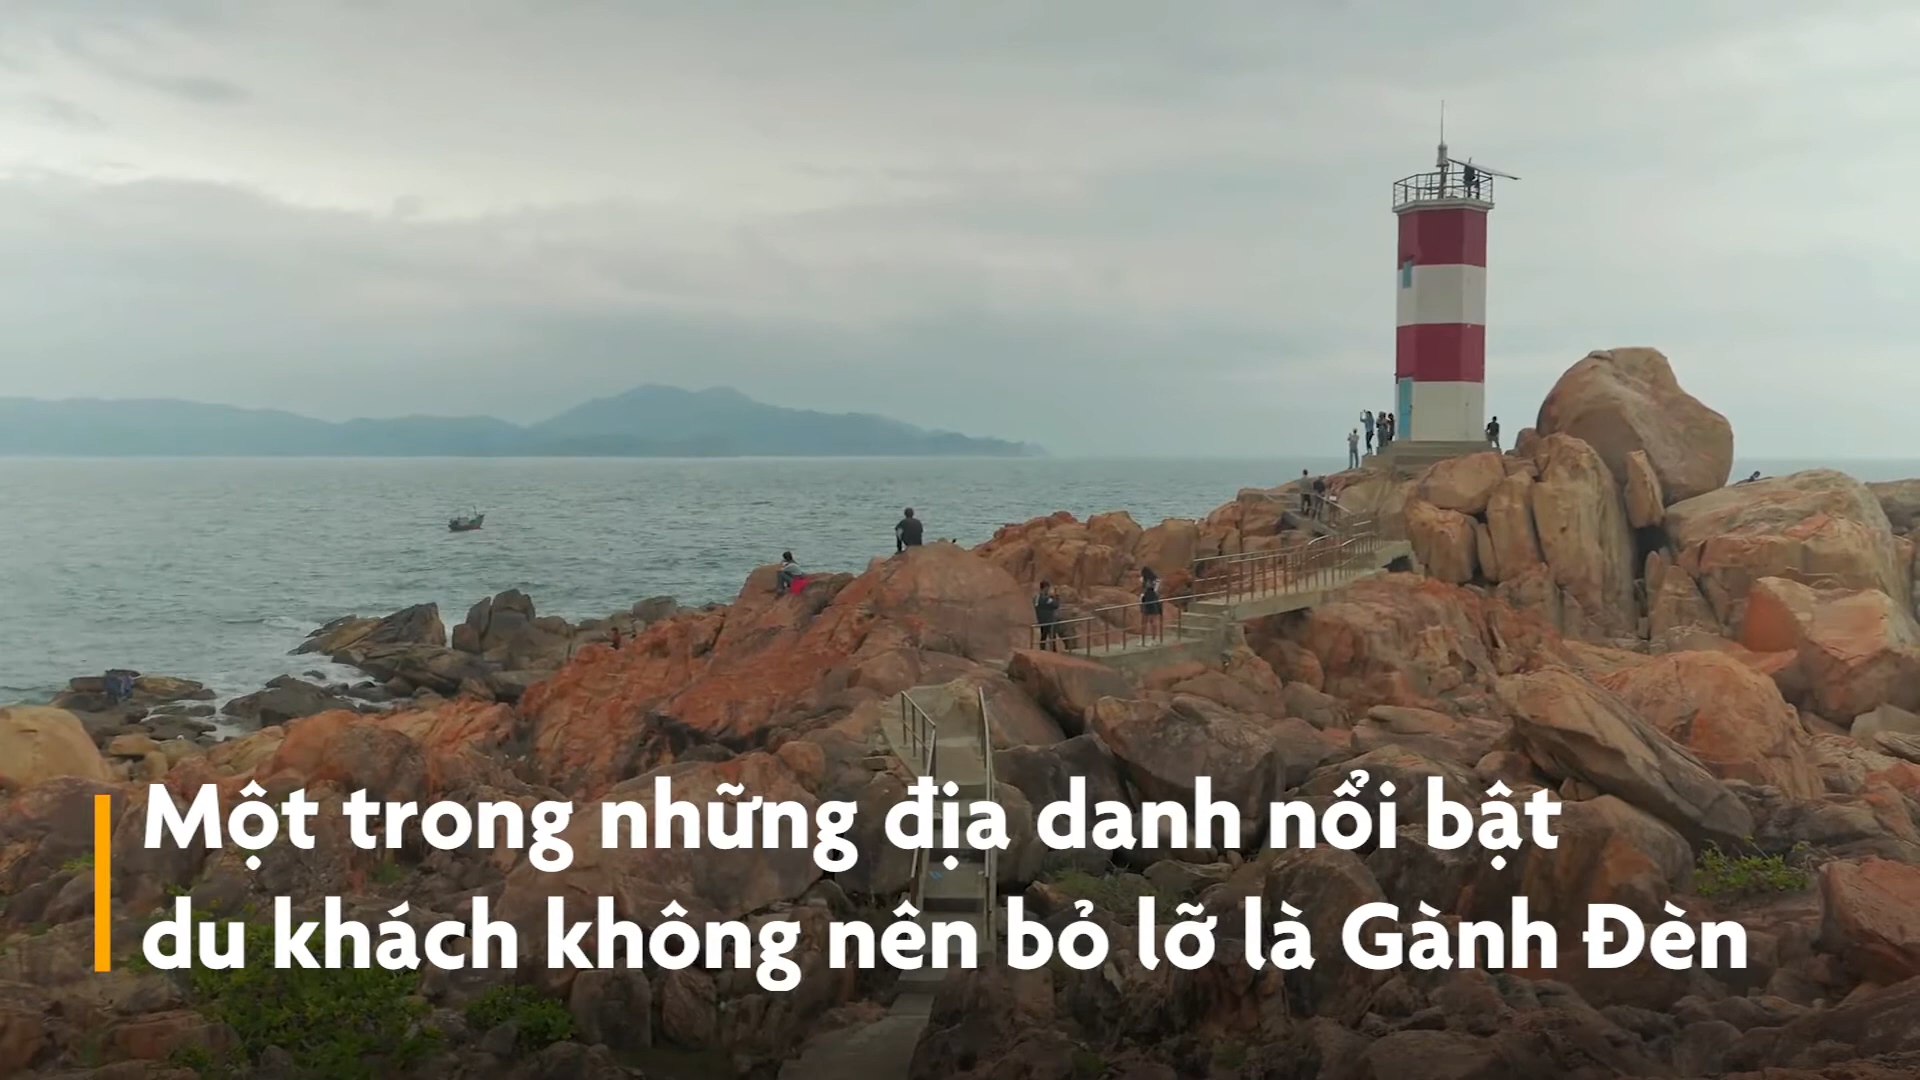 Một trong những địa danh nổi bật
du khách không nên bỏ lỡ là Gành Đèn